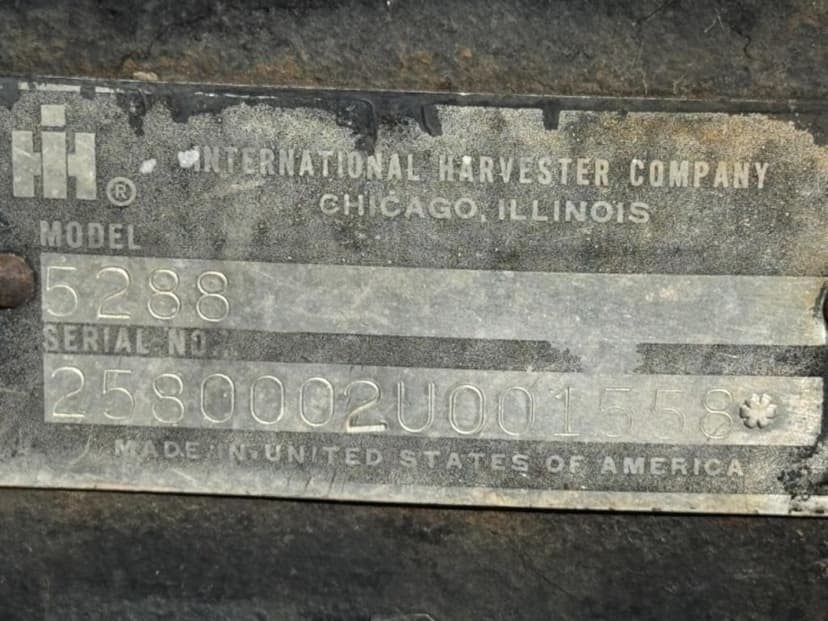 IH ®
INTERNATIONAL HARVESTER COMPANY
CHICAGO, ILLINOIS
MODEL
5288
SERIAL NO.
2580002U001558*
MADE IN UNITED STATES OF AMERICA